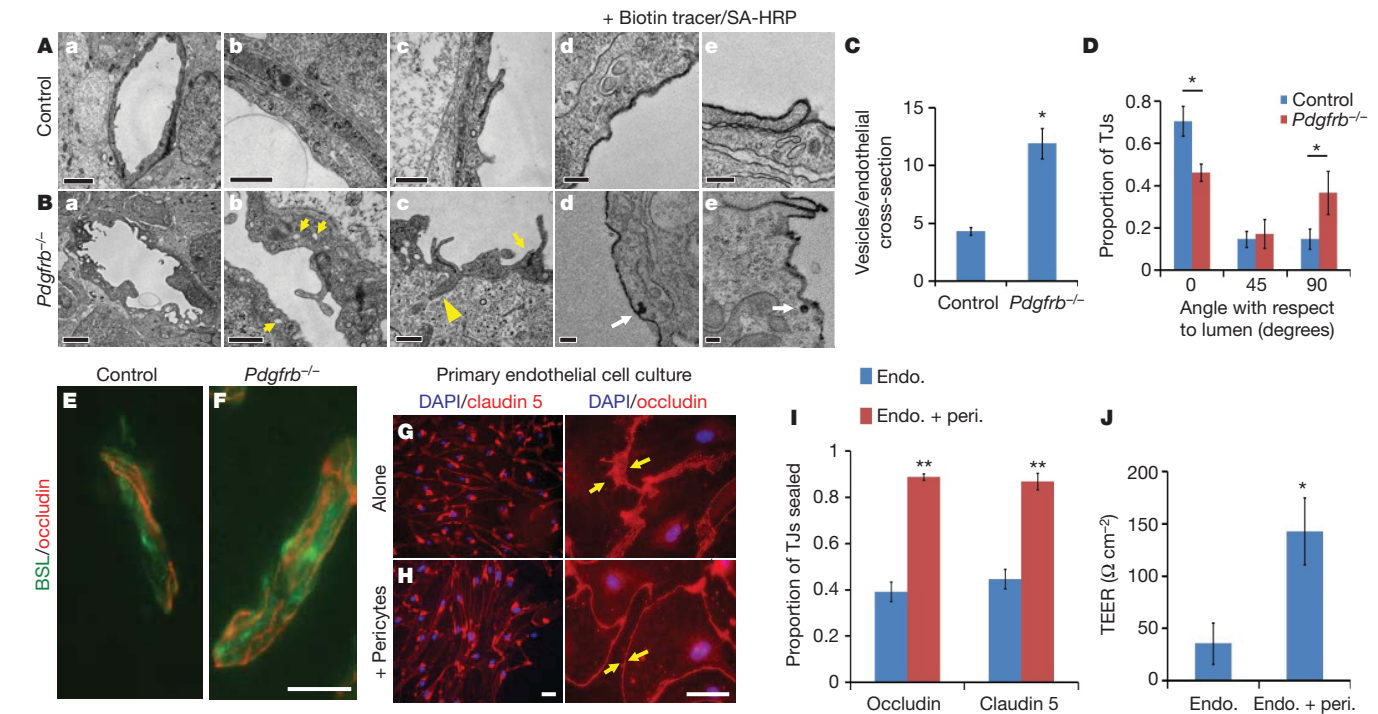 + Biotin tracer/SA-HRP
A
Control
a
b
c
d
e
B
Pdgfrb–/–
a
b
c
d
e
C
Vesicles/endothelial
cross-section
15
10
5
0
Control
Pdgfrb–/–
D
Control
Pdgfrb–/–
Proportion of TJs
0.8
0.6
0.4
0.2
0
*
*
*
0
45
90
Angle with respect
to lumen (degrees)
Control
Pdgfrb–/–
E
F
BSL/occludin
Primary endothelial cell culture
DAPI/claudin 5
DAPI/occludin
G
Alone
H
+ Pericytes
Endo.
Endo. + peri.
I
Proportion of TJs sealed
1
0.8
0.6
0.4
0.2
0
**
**
Occludin
Claudin 5
J
TEER (Ω cm–2)
200
150
100
50
0
*
Endo.
Endo. + peri.